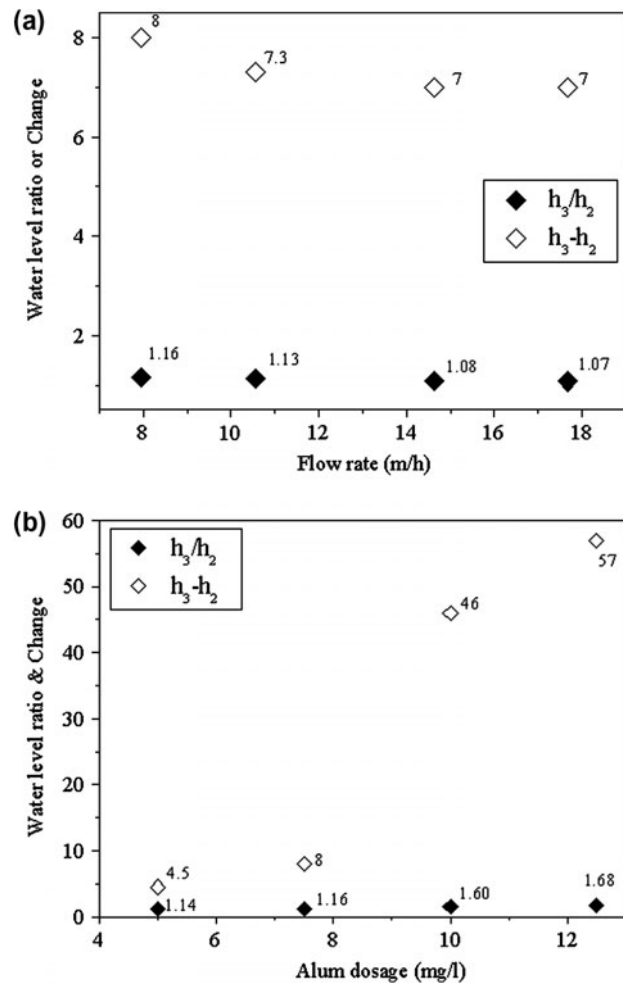 (a)
8
8
7.3
7
7
6
Water level ratio or Change
h₃/h₂
h₃-h₂
4
2
1.16
1.13
1.08
1.07
8 10 12 14 16 18
Flow rate (m/h)
(b)
60
h₃/h₂
h₃-h₂
57
50
46
40
Water level ratio & Change
30
20
10
4.5
8
1.14
1.16
1.60
1.68
0
4 6 8 10 12
Alum dosage (mg/l)